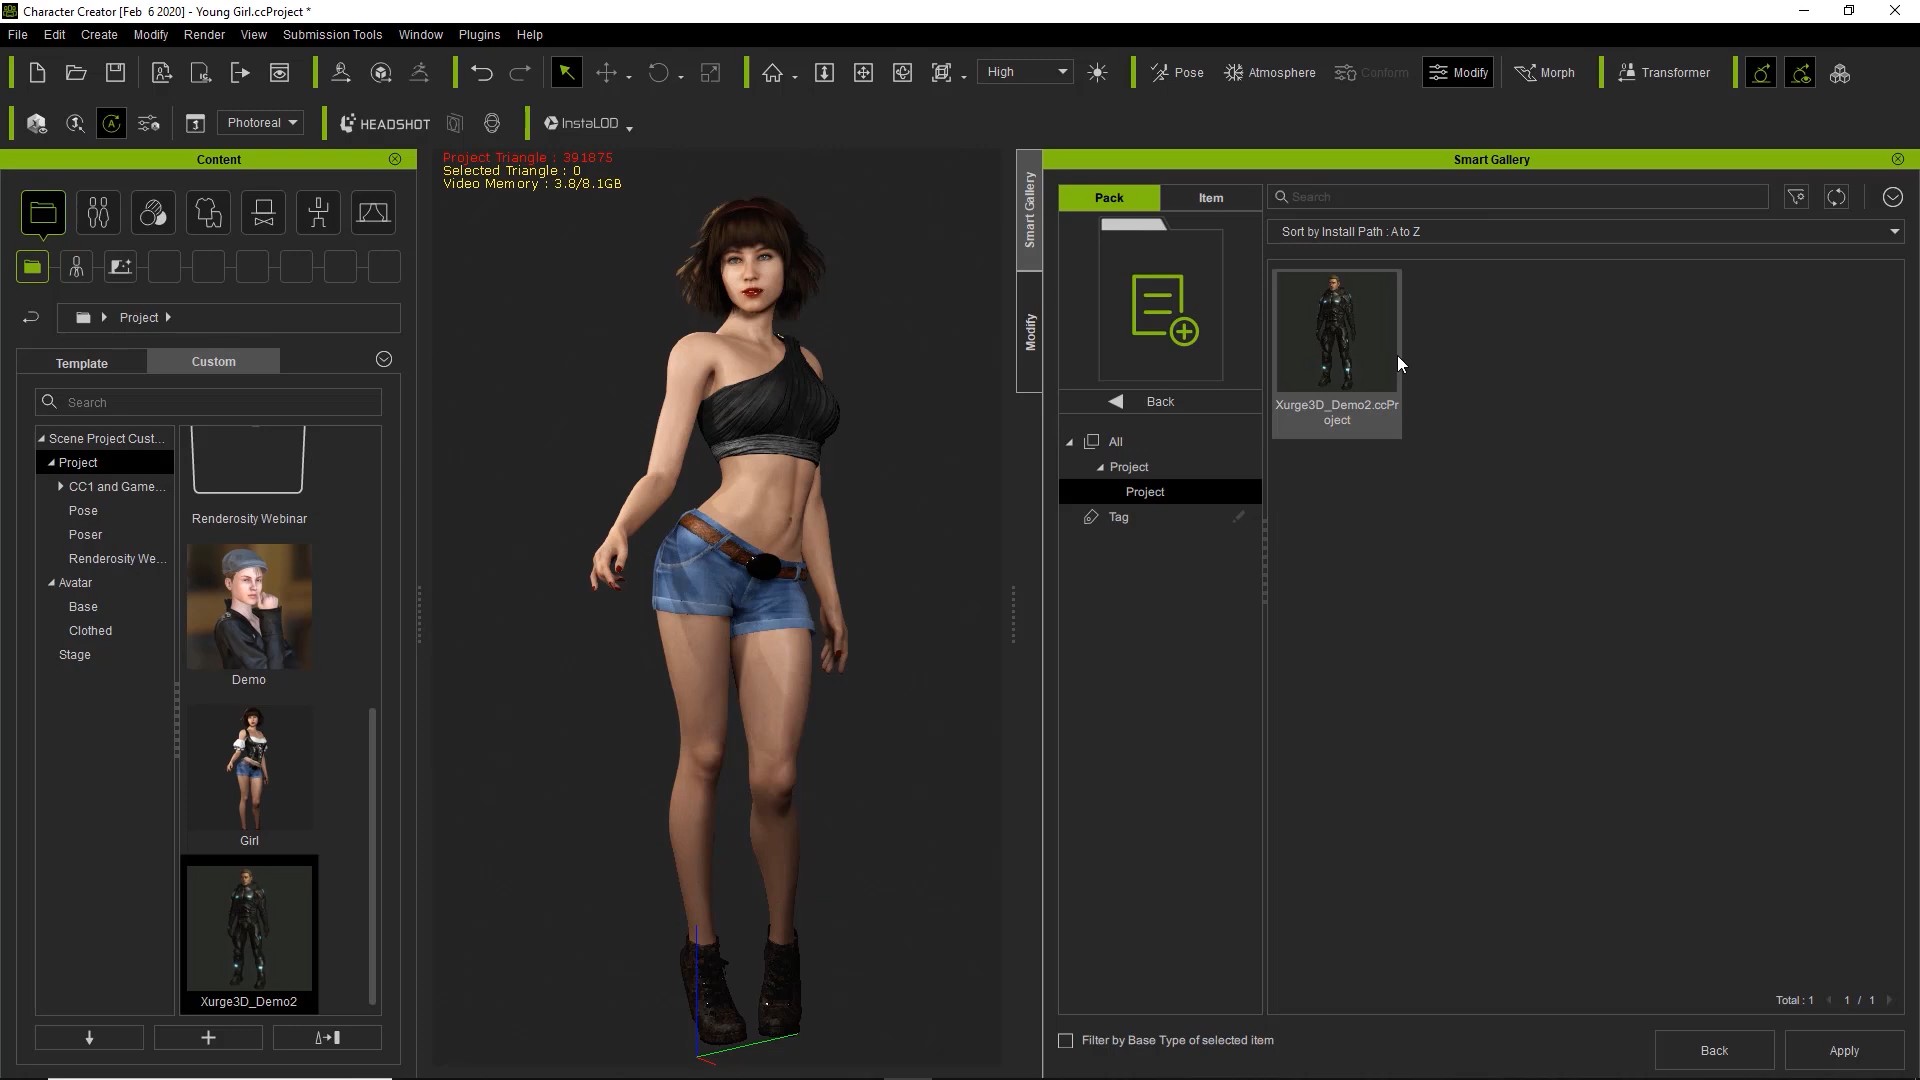 Character Creator [Feb  6 2020] - Young Girl.ccProject *
File Edit Create Modify Render View Submission Tools Window Plugins Help
High Pose Atmosphere Conform Modify Morph Transformer
Photoreal HEADSHOT InstaLOD
Content
Project Triangle : 391875
Selected Triangle : 0
Video Memory : 3.8/8.1GB
Project
Template Custom
Search
Scene Project Cust...
Project
CC1 and Game...
Pose
Poser
Renderosity We...
Avatar
Base
Clothed
Stage
Renderosity Webinar
Demo
Girl
Xurge3D_Demo2
Smart Gallery
Modify
Smart Gallery
Pack Item
Search
Sort by Install Path : A to Z
Back
All
Project
Project
Tag
Xurge3D_Demo2.ccPr
oject
Total : 1 1 / 1
Filter by Base Type of selected item
Back Apply